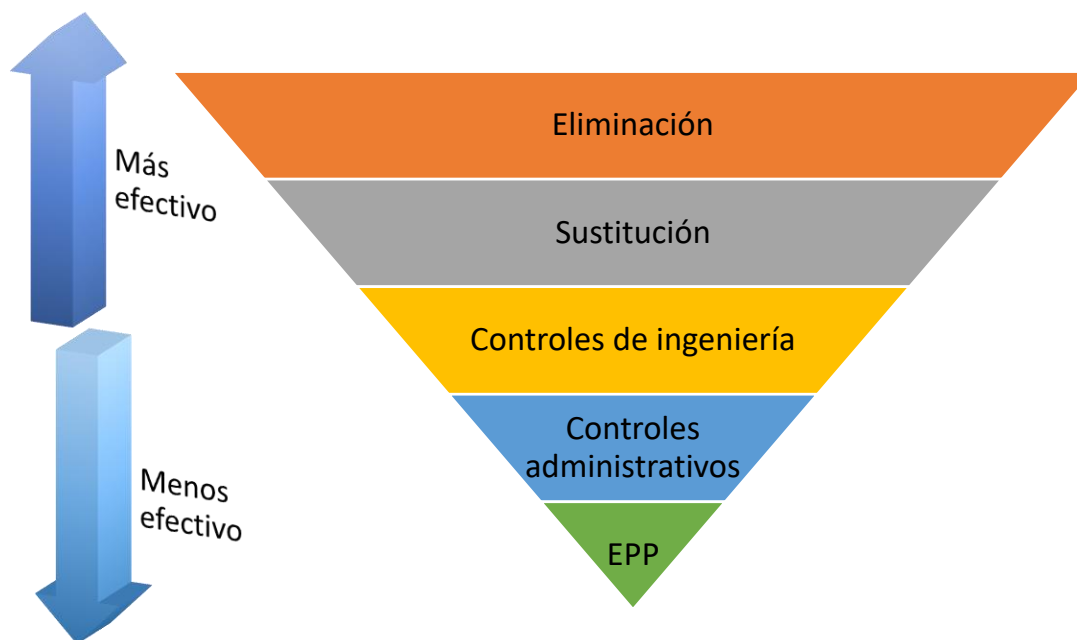 Más
efectivo
Eliminación
Sustitución
Controles de ingeniería
Controles
administrativos
Menos
efectivo
EPP